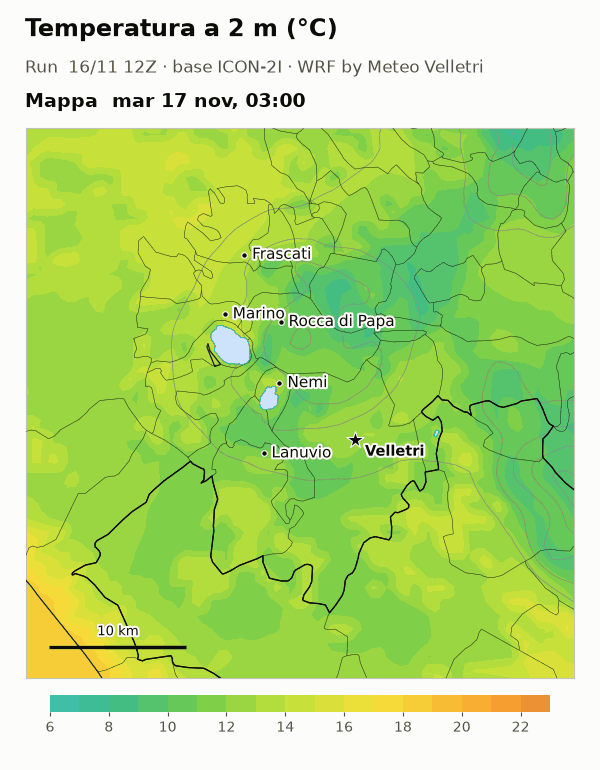 Temperatura a 2 m (°C)
Run  16/11 12Z · base ICON-2I · WRF by Meteo Velletri
Mappa  mar 17 nov, 03:00
Frascati
Marino
Rocca di Papa
Nemi
Velletri
Lanuvio
10 km
6 8 10 12 14 16 18 20 22